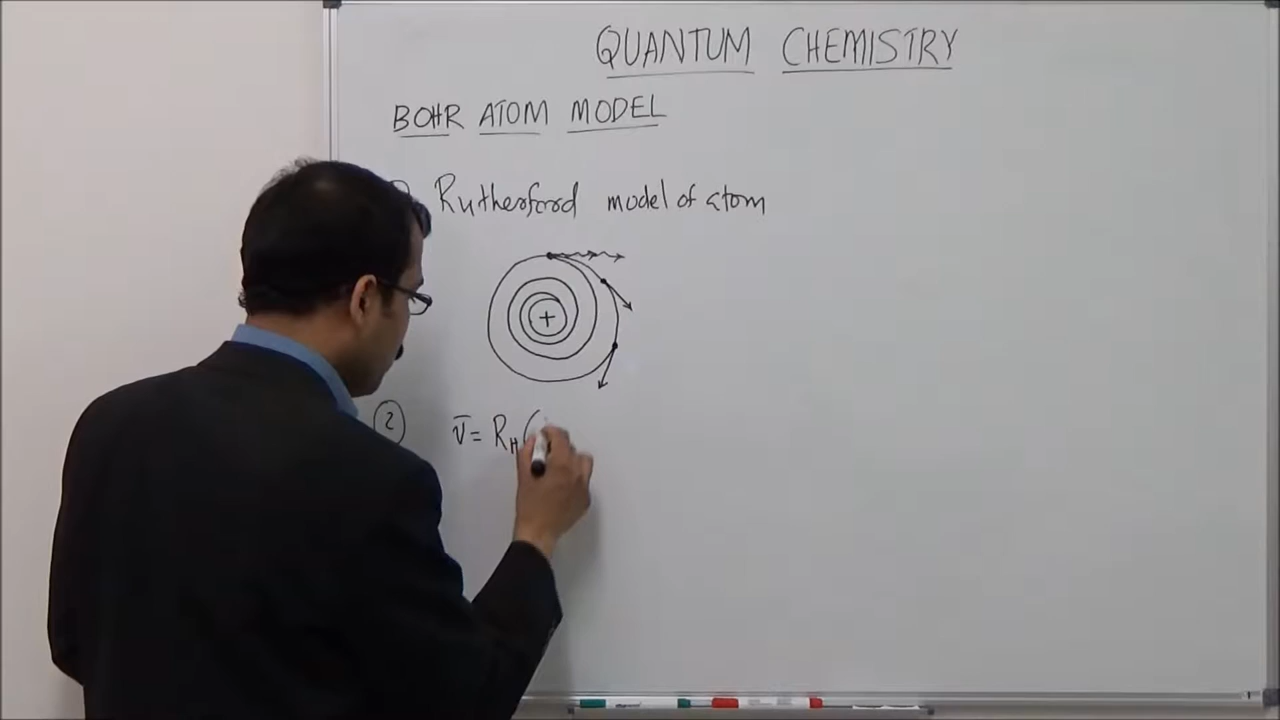 QUANTUM CHEMISTRY
BOHR ATOM MODEL
Rutherford model of atom
+
② ν̅ = R_H (